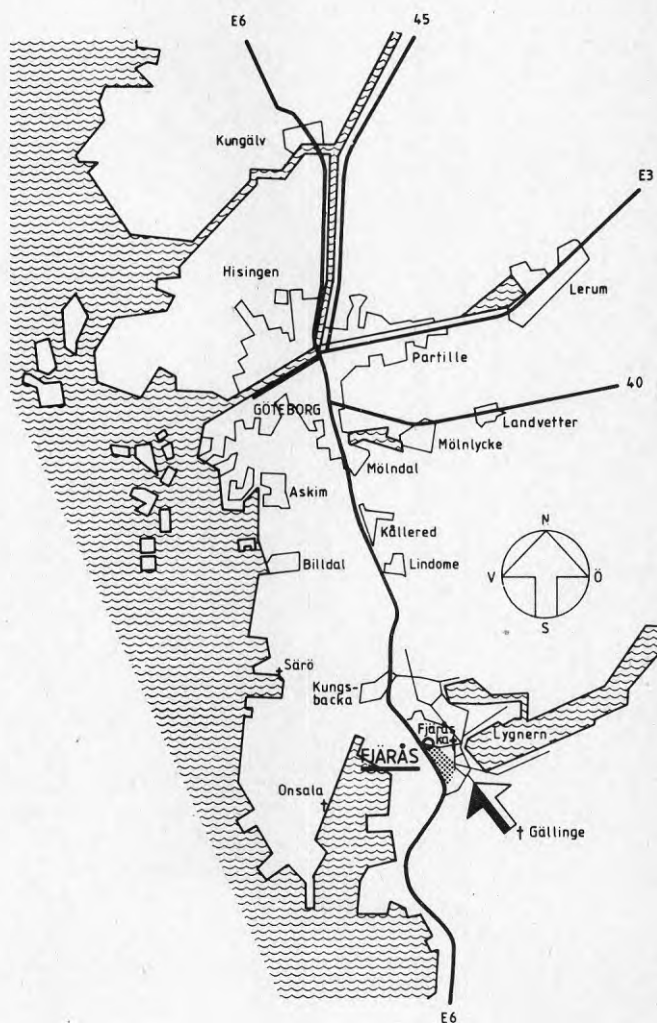 E6
45
Kungälv
E3
Hisingen
Lerum
Partille
40
GÖTEBORG
Landvetter
Mölnlycke
Mölndal
Askim
Kållered
N
Billdal
Lindome
V
Ö
S
Särö
Kungs-
backa
Fjärås
ka
Lygnern
FJÄRÅS
Onsala
Gällinge
E6